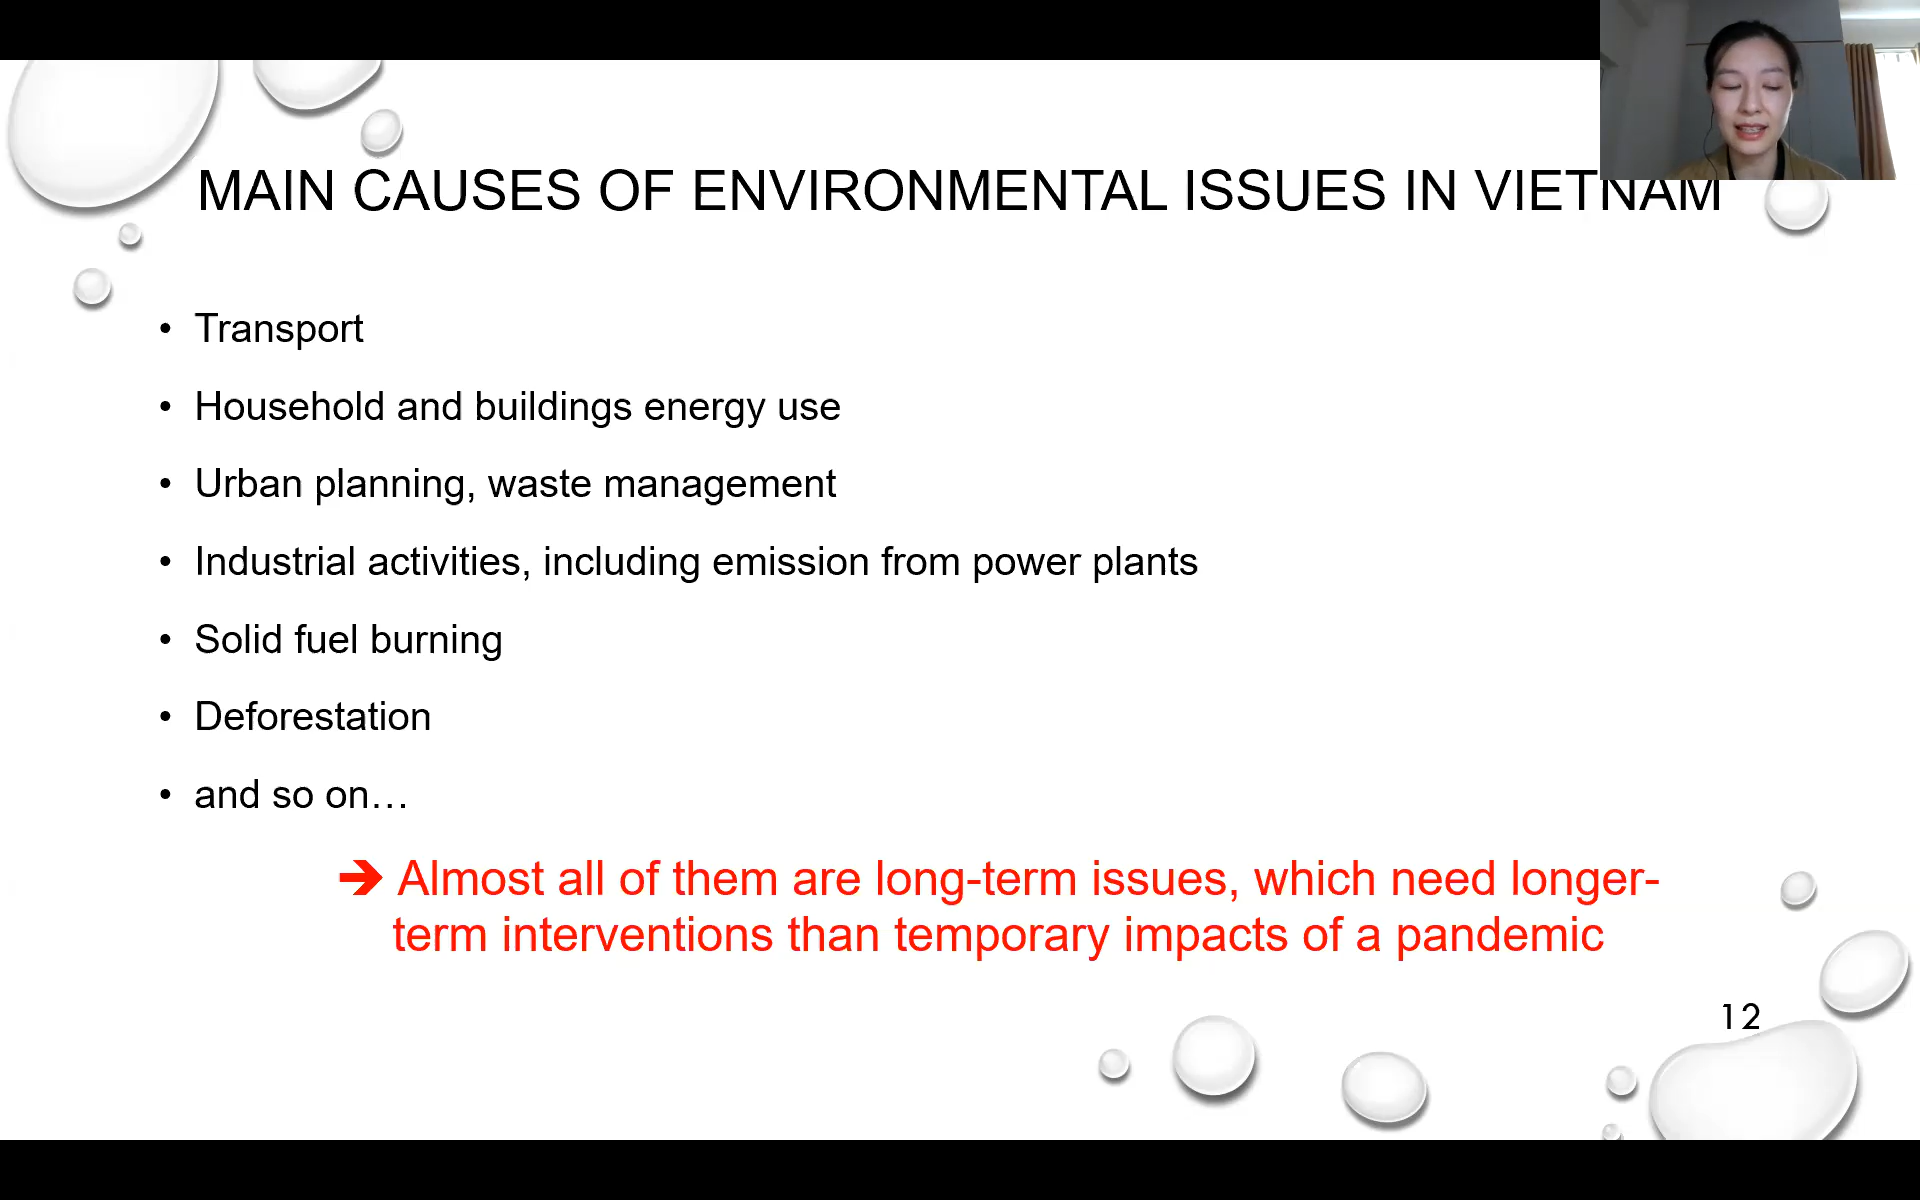 MAIN CAUSES OF ENVIRONMENTAL ISSUES IN VIETNAM
• Transport
• Household and buildings energy use
• Urban planning, waste management
• Industrial activities, including emission from power plants
• Solid fuel burning
• Deforestation
• and so on…
➔ Almost all of them are long-term issues, which need longer-
term interventions than temporary impacts of a pandemic
12